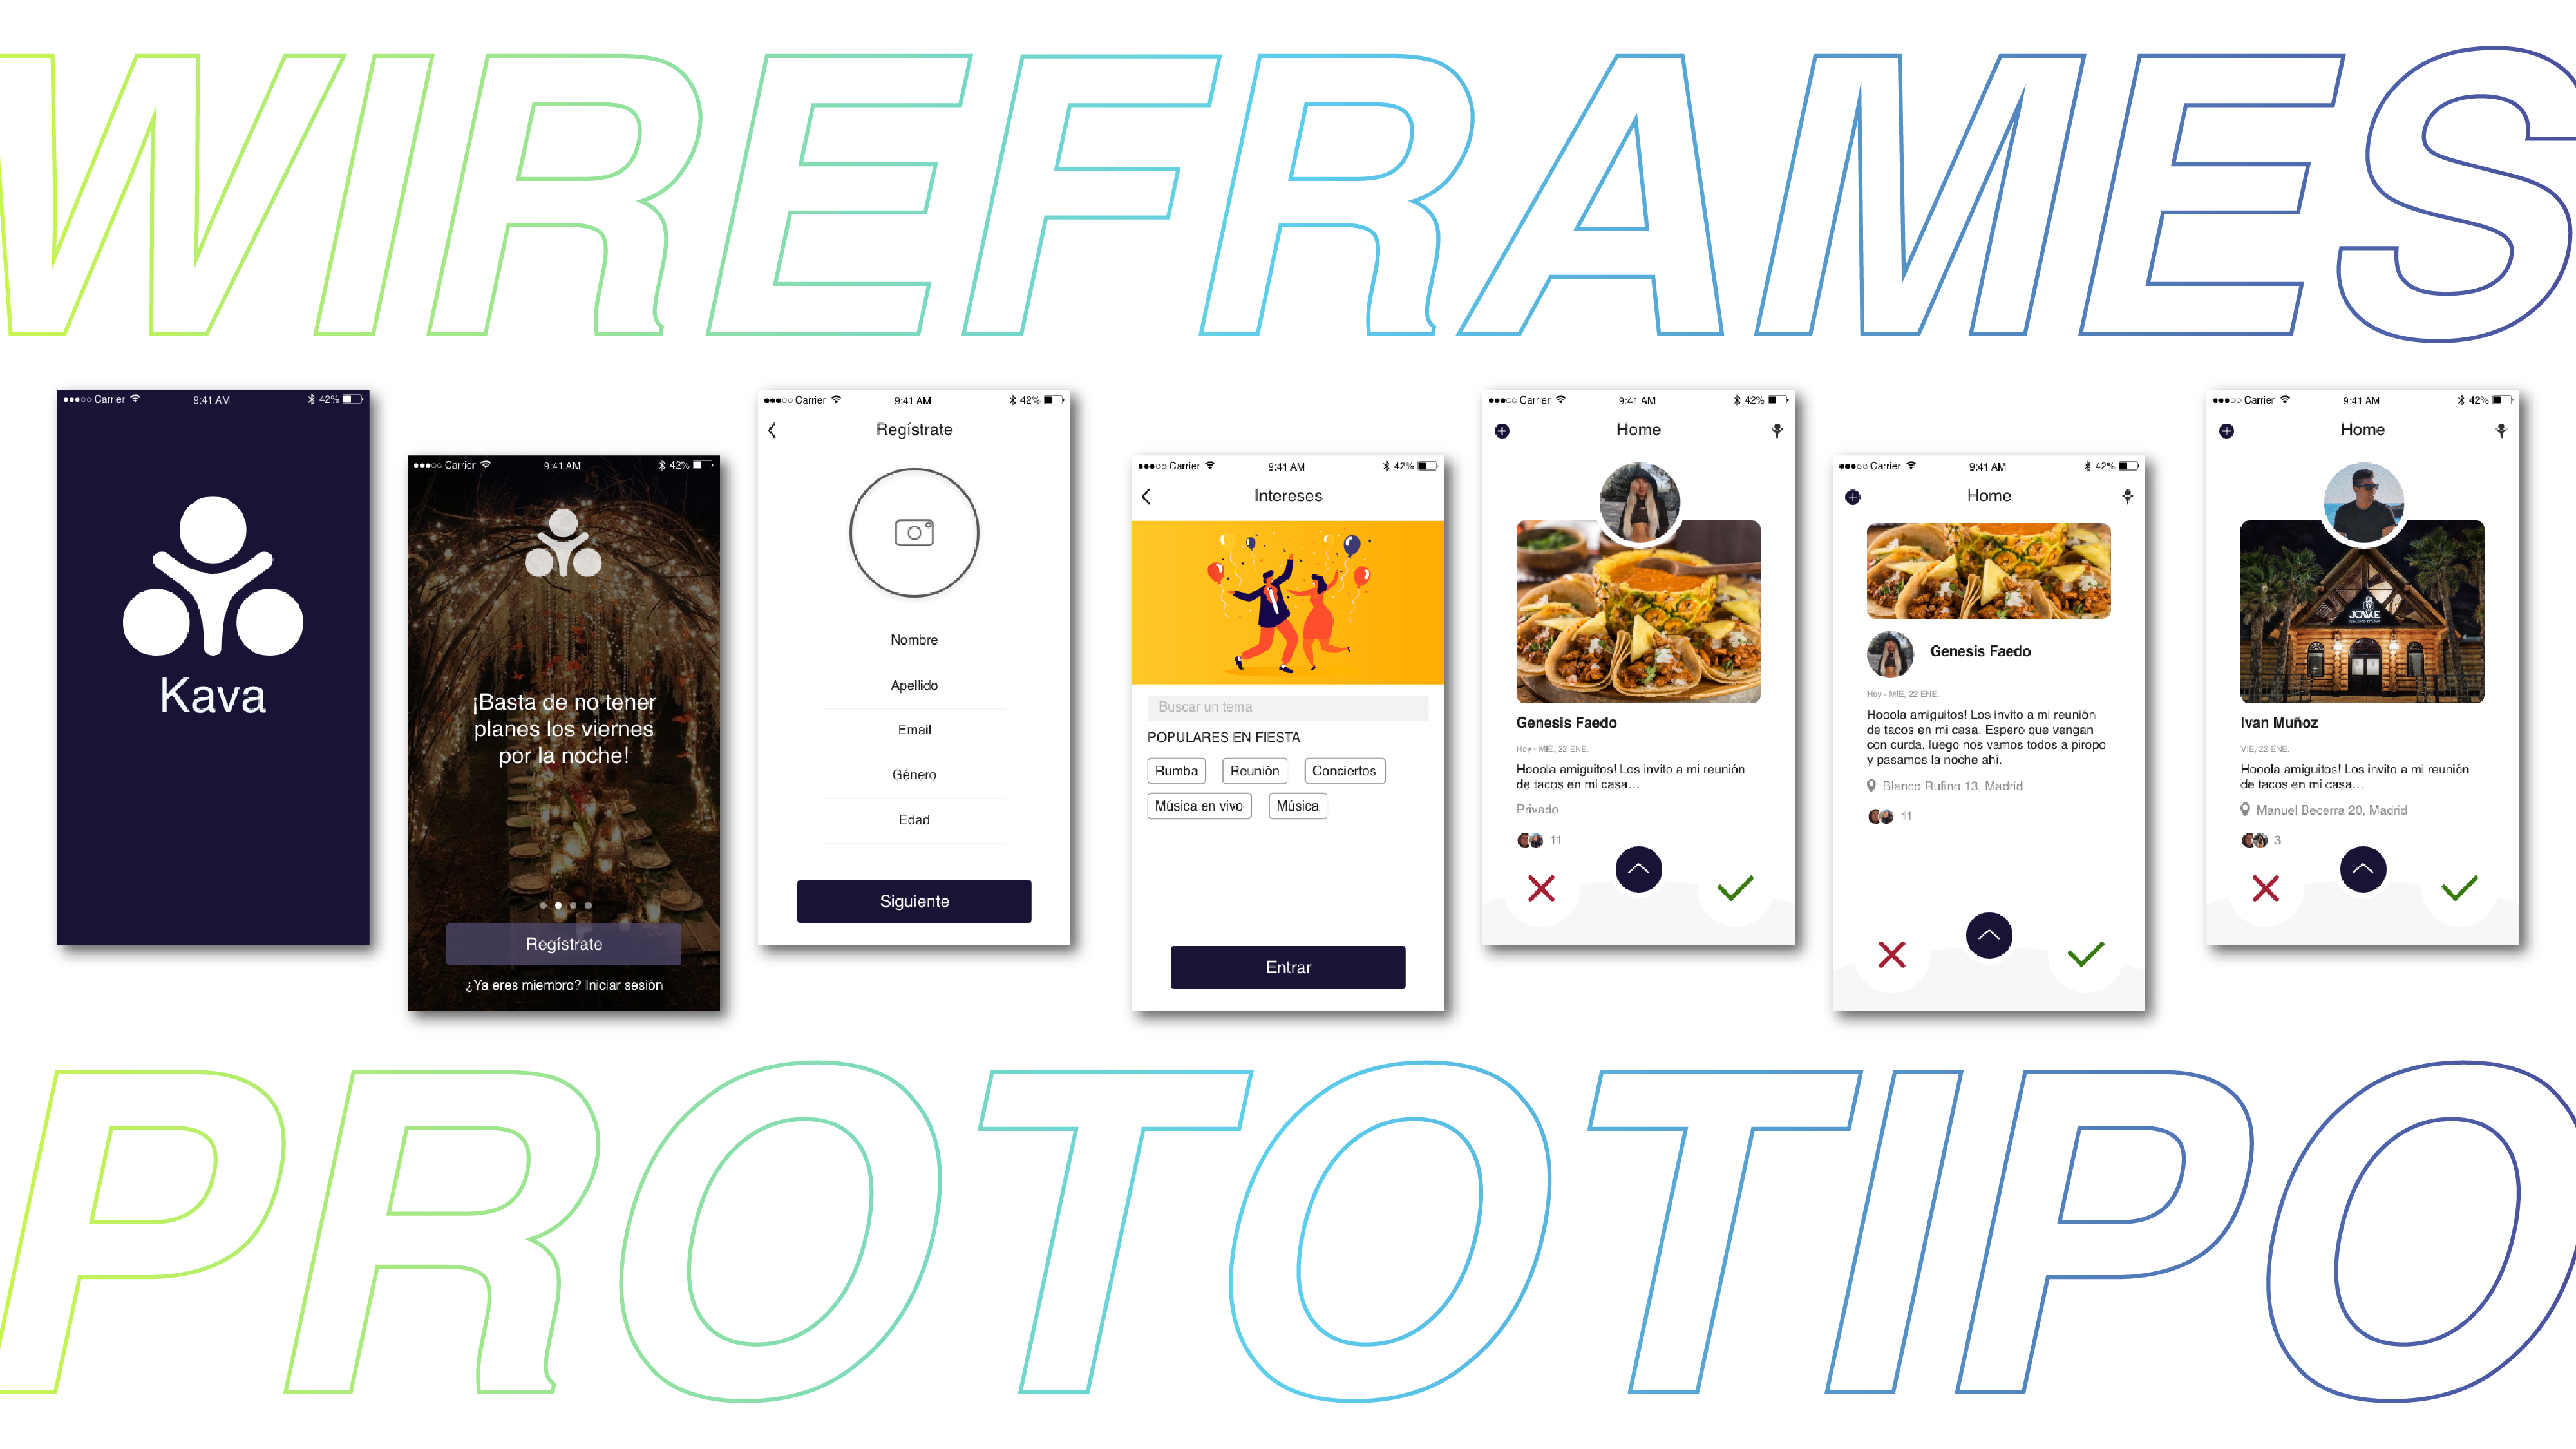 WIREFRAMES
Carrier 9:41 AM 42%
Kava
Carrier 9:41 AM 42%
¡Basta de no tener
planes los viernes
por la noche!
Regístrate
¿Ya eres miembro? Iniciar sesión
Carrier 9:41 AM 42%
Regístrate
Nombre
Apellido
Email
Género
Edad
Siguiente
Carrier 9:41 AM 42%
Intereses
Buscar un tema
POPULARES EN FIESTA
Rumba Reunión Conciertos
Música en vivo Música
Entrar
Carrier 9:41 AM 42%
Home
Genesis Faedo
Hoy - MIÉ, 22 ENE.
Hooola amiguitos! Los invito a mi reunión
de tacos en mi casa...
Privado
11
Carrier 9:41 AM 42%
Home
Genesis Faedo
Hoy - MIÉ, 22 ENE.
Hooola amiguitos! Los invito a mi reunión
de tacos en mi casa. Espero que vengan
con curda, luego nos vamos todos a piropo
y pasamos la noche ahi.
Blanco Rufino 13, Madrid
11
Carrier 9:41 AM 42%
Home
Ivan Muñoz
VIE, 22 ENE.
Hooola amiguitos! Los invito a mi reunión
de tacos en mi casa...
Manuel Becerra 20, Madrid
3
PROTOTIPO